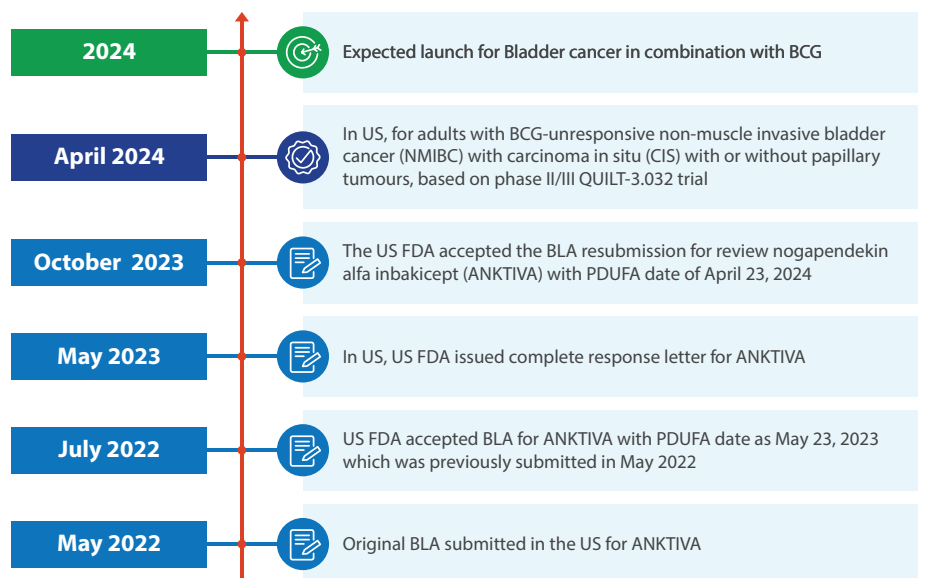 2024
Expected launch for Bladder cancer in combination with BCG
April 2024
In US, for adults with BCG-unresponsive non-muscle invasive bladder
cancer (NMIBC) with carcinoma in situ (CIS) with or without papillary
tumours, based on phase II/III QUILT-3.032 trial
October 2023
The US FDA accepted the BLA resubmission for review nogapendekin
alfa inbakicept (ANKTIVA) with PDUFA date of April 23, 2024
May 2023
In US, US FDA issued complete response letter for ANKTIVA
July 2022
US FDA accepted BLA for ANKTIVA with PDUFA date as May 23, 2023
which was previously submitted in May 2022
May 2022
Original BLA submitted in the US for ANKTIVA